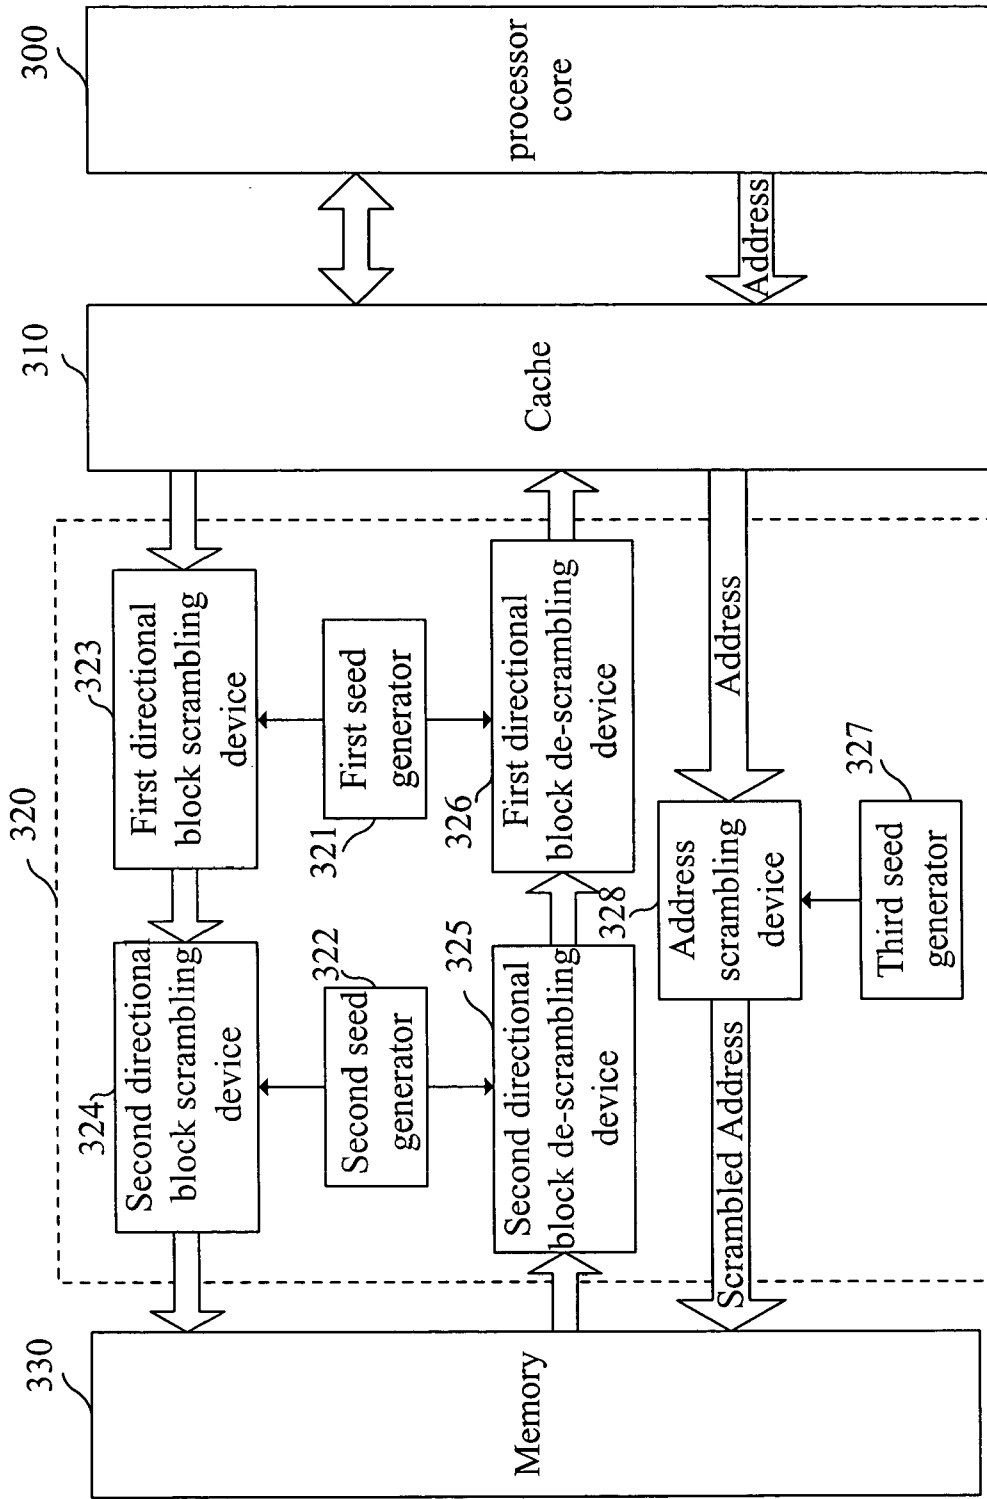 330
Memory
320
324
Second directional
block scrambling
device
323
First directional
block scrambling
device
310
Cache
300
processor
core
322
Second seed
generator
321
First seed
generator
325
Second directional
block de-scrambling
device
326
First directional
block de-scrambling
device
Scrambled Address
328
Address
scrambling
device
Address
Address
327
Third seed
generator